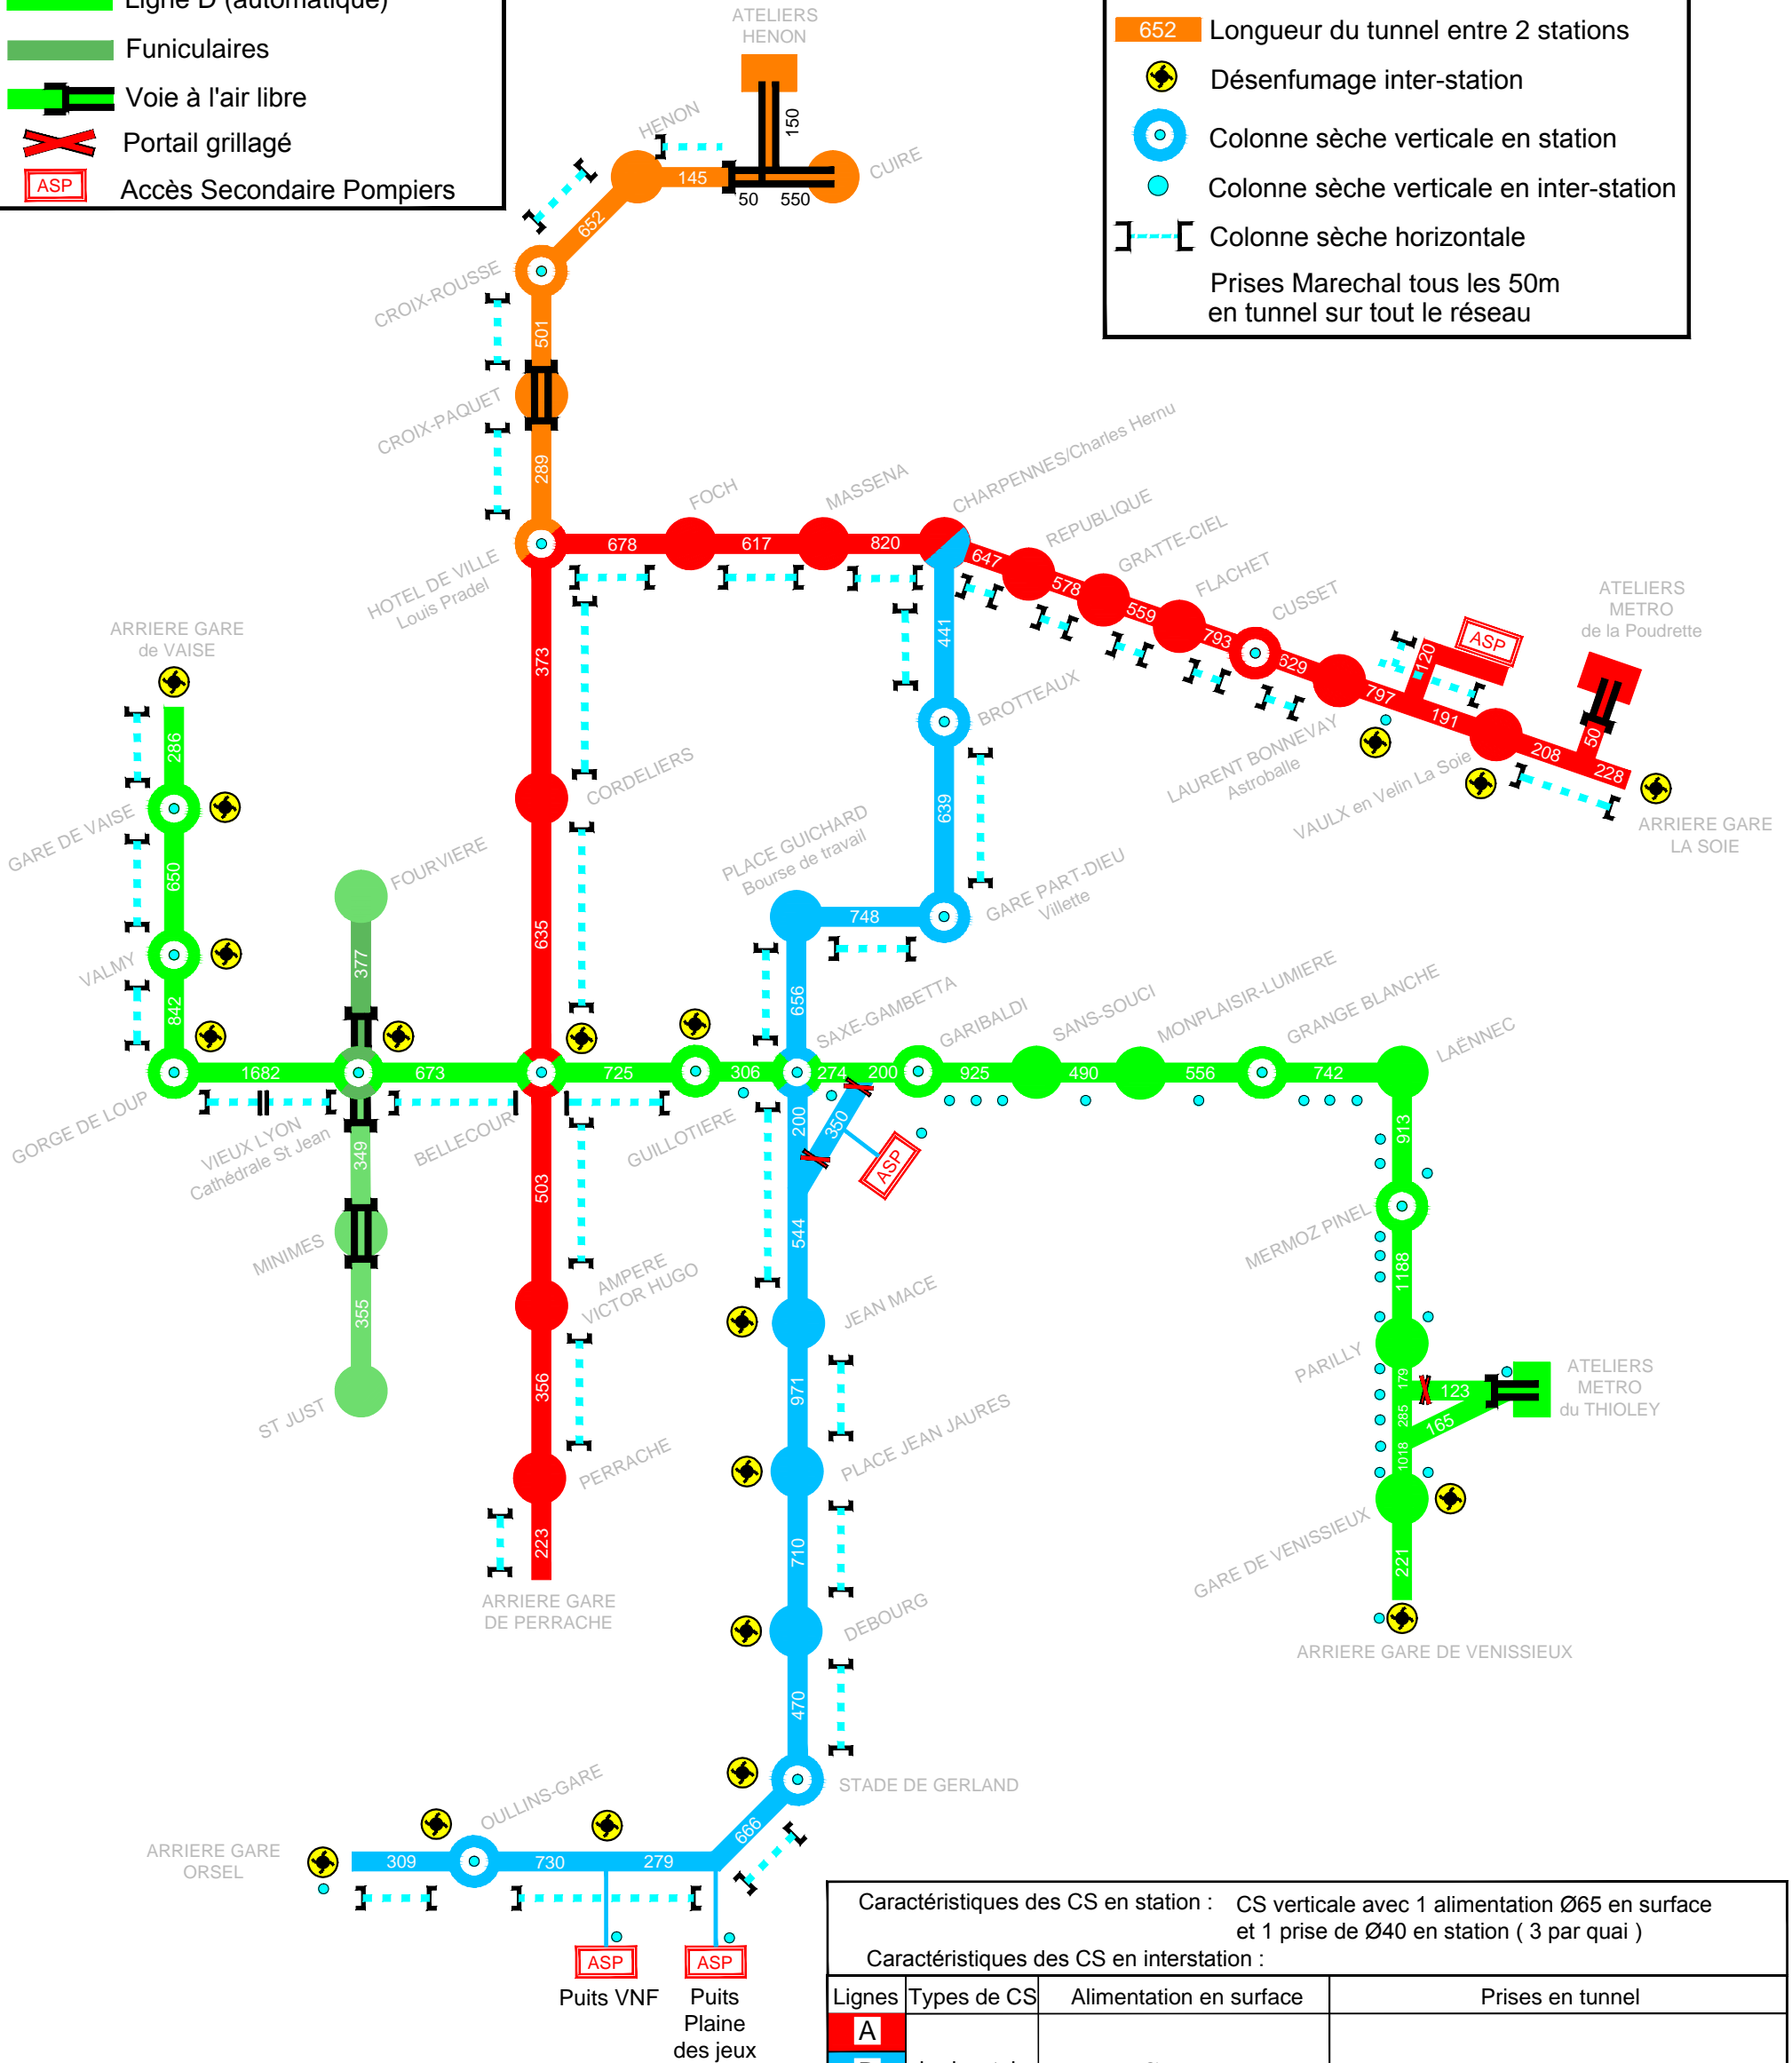 Ligne D (automatique)
Funiculaires
Voie à l'air libre
Portail grillagé
ASP
Accès Secondaire Pompiers
652
Longueur du tunnel entre 2 stations
Désenfumage inter-station
Colonne sèche verticale en station
Colonne sèche verticale en inter-station
Colonne sèche horizontale
Prises Marechal tous les 50m
en tunnel sur tout le réseau
ATELIERS
HENON
150
HENON
145
50
550
CUIRE
652
CROIX-ROUSSE
501
CROIX-PAQUET
289
HOTEL DE VILLE
Louis Pradel
678
FOCH
617
MASSENA
820
CHARPENNES/Charles Hernu
647
REPUBLIQUE
578
GRATTE-CIEL
559
FLACHET
793
CUSSET
629
LAURENT BONNEVAY
Astroballe
797
120
ASP
191
VAULX en Velin La Soie
208
50
228
ATELIERS
METRO
de la Poudrette
ARRIERE GARE
LA SOIE
373
CORDELIERS
635
441
BROTTEAUX
639
GARE PART-DIEU
Villette
748
PLACE GUICHARD
Bourse de travail
656
SAXE-GAMBETTA
ARRIERE GARE
de VAISE
286
GARE DE VAISE
650
VALMY
842
GORGE DE LOUP
1682
VIEUX LYON
Cathédrale St Jean
FOURVIERE
377
349
MINIMES
355
ST JUST
673
BELLECOUR
725
GUILLOTIERE
306
274
200
GARIBALDI
925
SANS-SOUCI
490
MONPLAISIR-LUMIERE
556
GRANGE BLANCHE
742
LAËNNEC
913
MERMOZ PINEL
1188
PARILLY
179
123
285
165
1018
ATELIERS
METRO
du THIOLEY
GARE DE VENISSIEUX
221
ARRIERE GARE DE VENISSIEUX
503
AMPERE
VICTOR HUGO
356
PERRACHE
223
ARRIERE GARE
DE PERRACHE
200
350
ASP
544
JEAN MACE
971
PLACE JEAN JAURES
710
DEBOURG
470
STADE DE GERLAND
666
OULLINS-GARE
ARRIERE GARE
ORSEL
309
730
279
ASP
ASP
Puits VNF
Puits
Plaine
des jeux
Caractéristiques des CS en station : CS verticale avec 1 alimentation Ø65 en surface
et 1 prise de Ø40 en station ( 3 par quai )
Caractéristiques des CS en interstation :
Lignes Types de CS Alimentation en surface Prises en tunnel
A